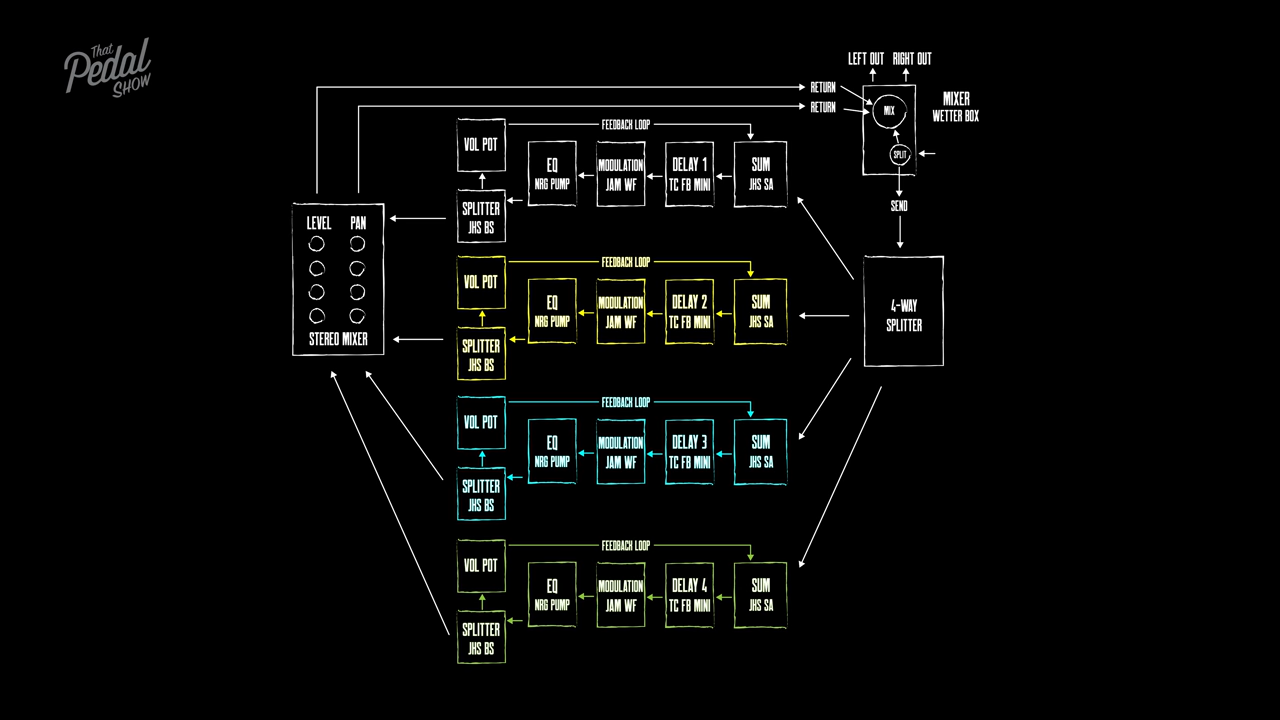 That
Pedal
SHOW
LEFT OUT RIGHT OUT
RETURN
RETURN
MIX
SPLIT
MIXER
WETTER BOX
SEND
4-WAY
SPLITTER
LEVEL PAN
STEREO MIXER
FEEDBACK LOOP
VOL POT
SPLITTER
JHS BS
EQ
NRG PUMP
MODULATION
JAM WF
DELAY 1
TC FB MINI
SUM
JHS SA
FEEDBACK LOOP
VOL POT
SPLITTER
JHS BS
EQ
NRG PUMP
MODULATION
JAM WF
DELAY 2
TC FB MINI
SUM
JHS SA
FEEDBACK LOOP
VOL POT
SPLITTER
JHS BS
EQ
NRG PUMP
MODULATION
JAM WF
DELAY 3
TC FB MINI
SUM
JHS SA
FEEDBACK LOOP
VOL POT
SPLITTER
JHS BS
EQ
NRG PUMP
MODULATION
JAM WF
DELAY 4
TC FB MINI
SUM
JHS SA